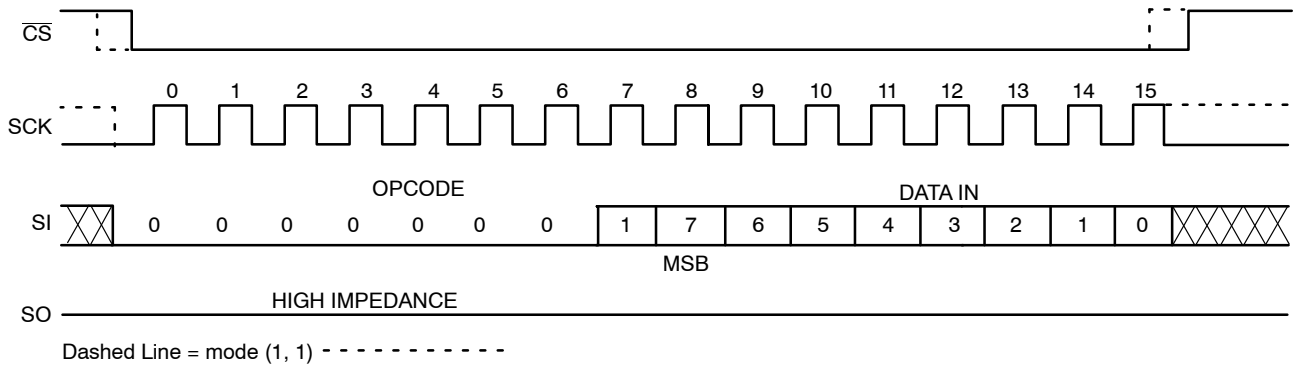 CS
0 1 2 3 4 5 6 7 8 9 10 11 12 13 14 15
SCK
OPCODE
DATA IN
SI 0 0 0 0 0 0 0 1 7 6 5 4 3 2 1 0
MSB
HIGH IMPEDANCE
SO
Dashed Line = mode (1, 1)